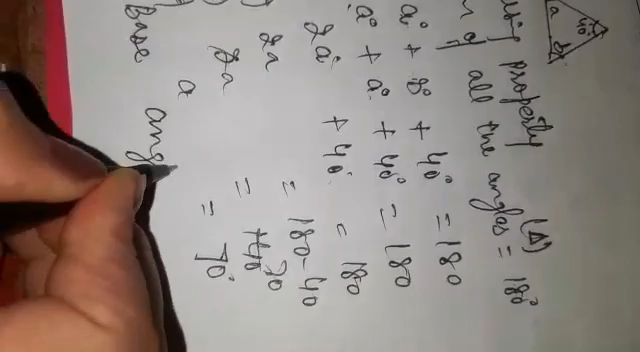 a 40° b
using property
of all the angles (Δ) = 180°
a° + B° + 40° = 180
a° + a° + 40° = 180
2a° + 40° = 180
2a = 180-40
2a = 140 70
a = 70°
Base ang